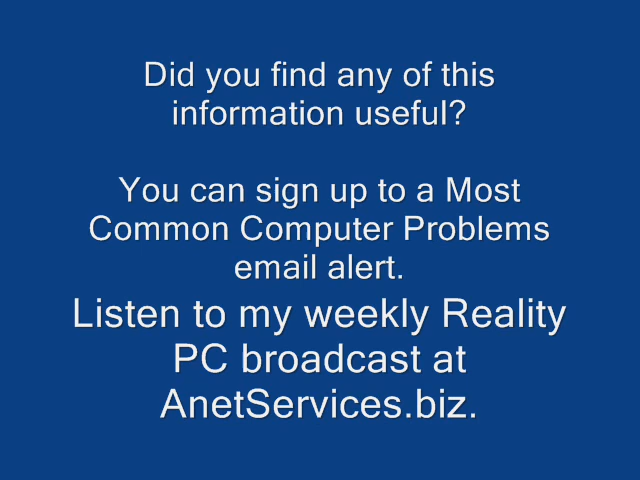 Did you find any of this
information useful?
You can sign up to a Most
Common Computer Problems
email alert.
Listen to my weekly Reality
PC broadcast at
AnetServices.biz.